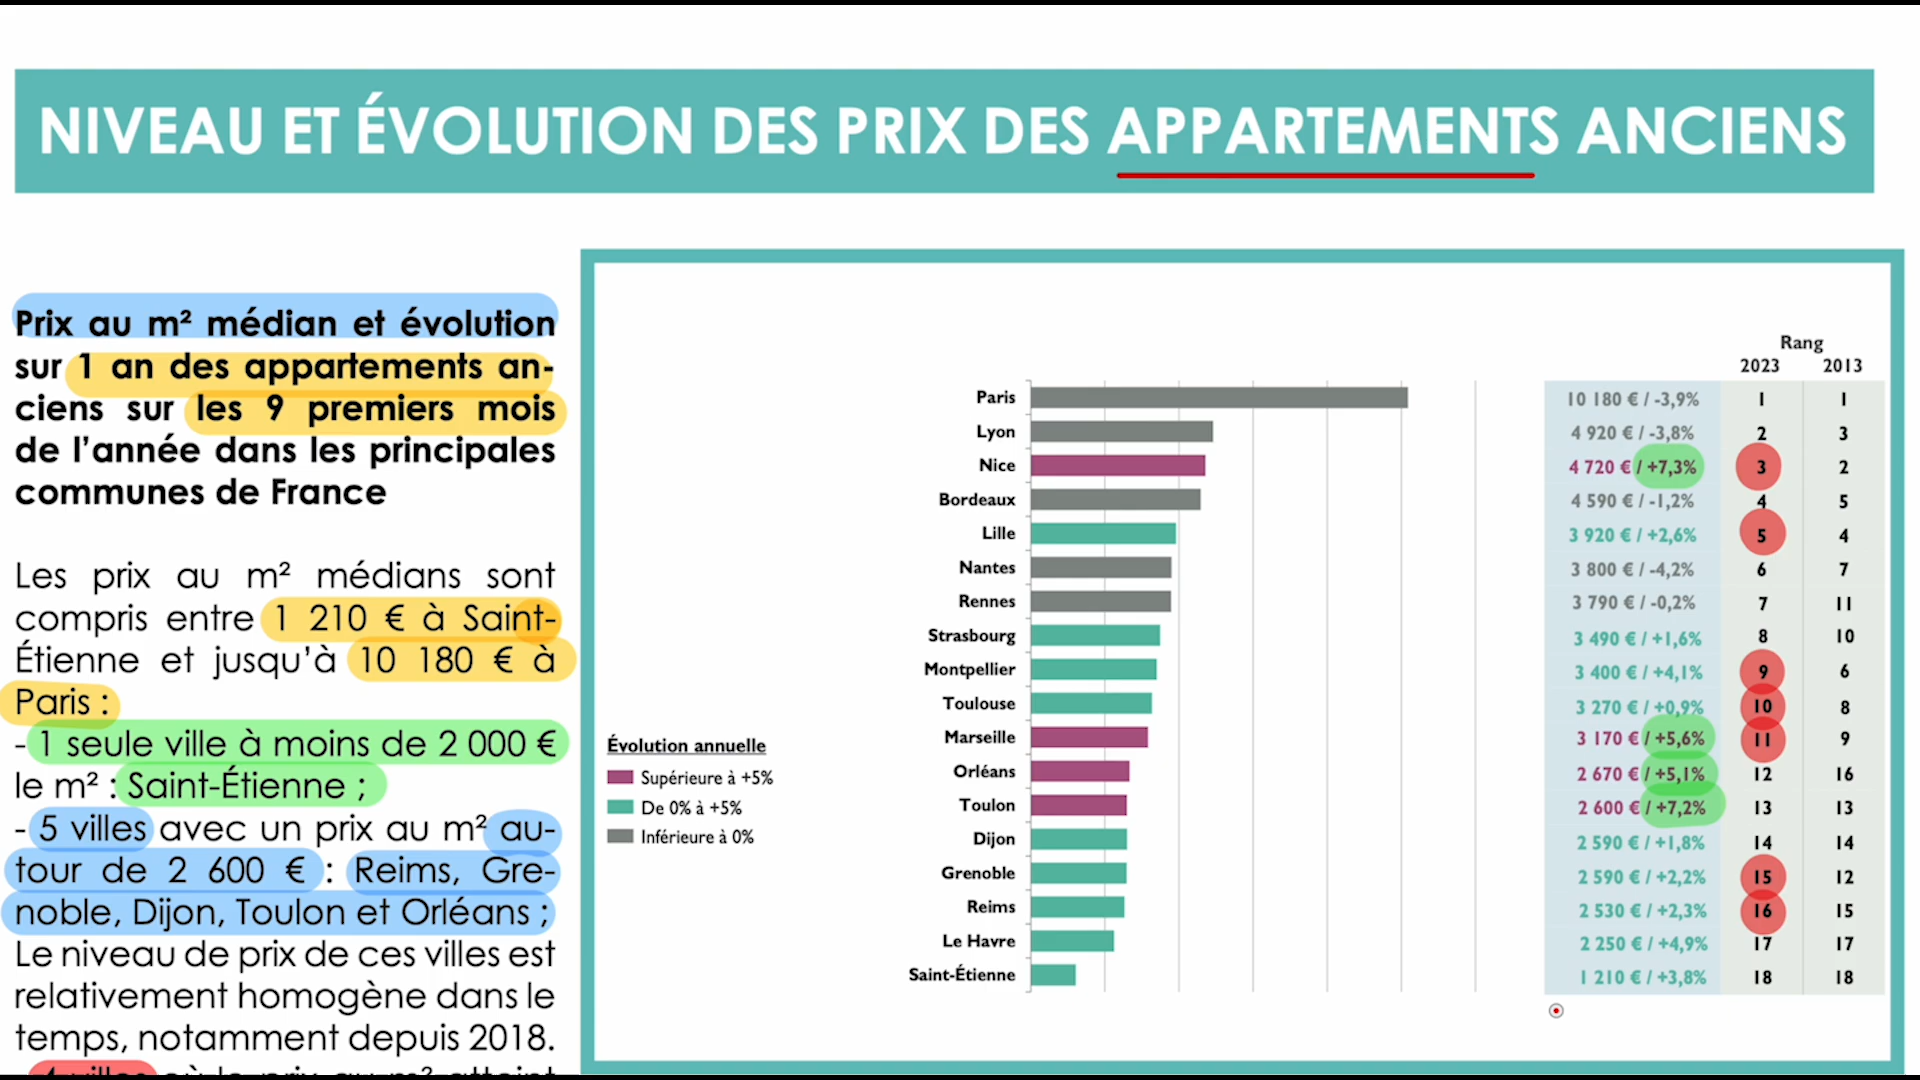 NIVEAU ET ÉVOLUTION DES PRIX DES APPARTEMENTS ANCIENS
Prix au m² médian et évolution
sur 1 an des appartements an-
ciens sur les 9 premiers mois
de l'année dans les principales
communes de France
Les prix au m² médians sont
compris entre 1 210 € à Saint-
Étienne et jusqu'à 10 180 € à
Paris :
- 1 seule ville à moins de 2 000 €
le m² : Saint-Étienne ;
- 5 villes avec un prix au m² au-
tour de 2 600 € : Reims, Gre-
noble, Dijon, Toulon et Orléans ;
Le niveau de prix de ces villes est
relativement homogène dans le
temps, notamment depuis 2018.
- 4 villes où le prix au m² atteint
Évolution annuelle
Supérieure à +5%
De 0% à +5%
Inférieure à 0%
Rang
2023 2013
Paris 10 180 € / -3,9% 1 1
Lyon 4 920 € / -3,8% 2 3
Nice 4 720 € / +7,3% 3 2
Bordeaux 4 590 € / -1,2% 4 5
Lille 3 920 € / +2,6% 5 4
Nantes 3 800 € / -4,2% 6 7
Rennes 3 790 € / -0,2% 7 11
Strasbourg 3 490 € / +1,6% 8 10
Montpellier 3 400 € / +4,1% 9 6
Toulouse 3 270 € / +0,9% 10 8
Marseille 3 170 € / +5,6% 11 9
Orléans 2 670 € / +5,1% 12 16
Toulon 2 600 € / +7,2% 13 13
Dijon 2 590 € / +1,8% 14 14
Grenoble 2 590 € / +2,2% 15 12
Reims 2 530 € / +2,3% 16 15
Le Havre 2 250 € / +4,9% 17 17
Saint-Étienne 1 210 € / +3,8% 18 18